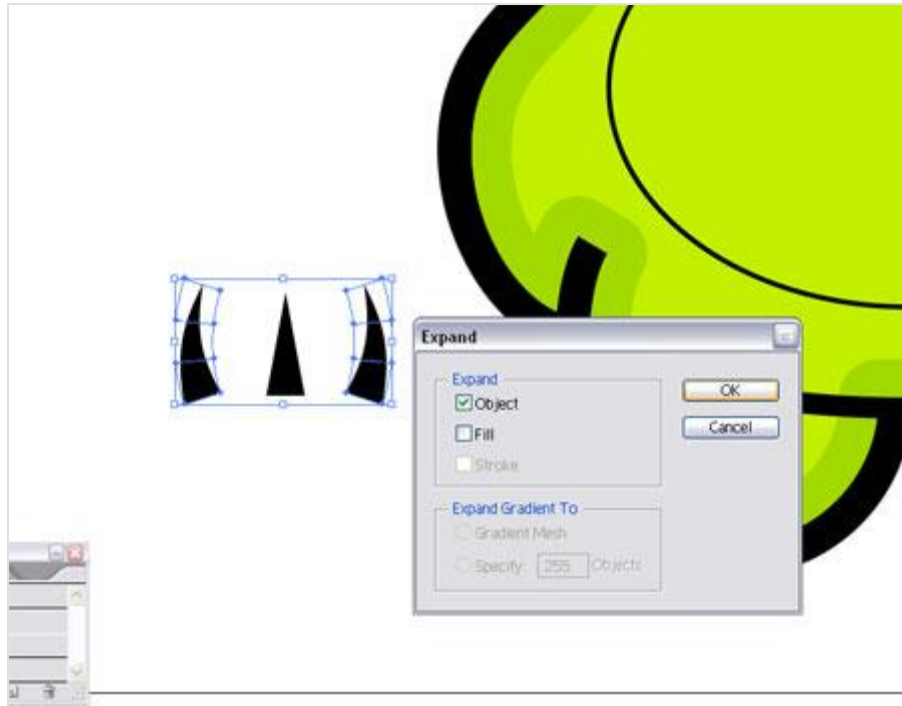 Expand
Expand
Object
OK
Fill
Cancel
Stroke
Expand Gradient To
Gradient Mesh
Specify: 255 Objects